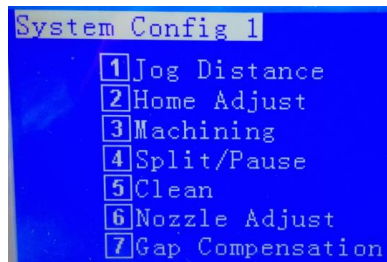 System Config 1
1 Jog Distance
2 Home Adjust
3 Machining
4 Split/Pause
5 Clean
6 Nozzle Adjust
7 Gap Compensation